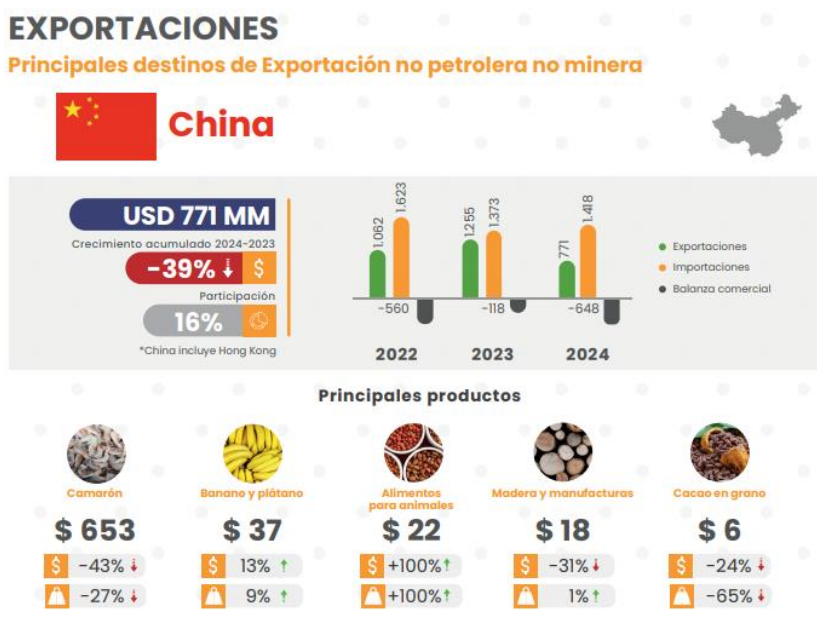 EXPORTACIONES
Principales destinos de Exportación no petrolera no minera
China
USD 771 MM
Crecimiento acumulado 2024-2023
-39% $
Participación
16%
*China incluye Hong Kong
1.062 1.623 1.255 1.373 771 1.418
-560 -118 -648
2022 2023 2024
Exportaciones
Importaciones
Balanza comercial
Principales productos
Camarón
$ 653
$ -43%
-27%
Banano y plátano
$ 37
$ 13%
9%
Alimentos
para animales
$ 22
$ +100%
+100%
Madera y manufacturas
$ 18
$ -31%
1%
Cacao en grano
$ 6
$ -24%
-65%